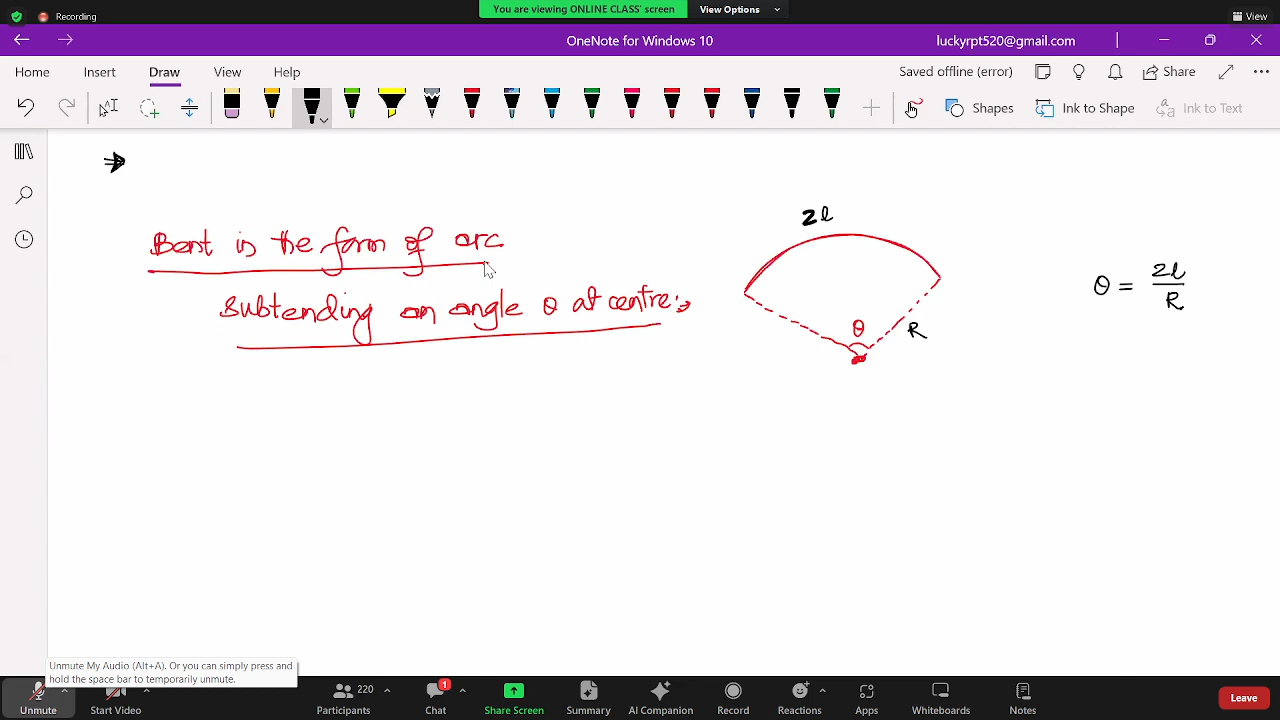 Recording
You are viewing ONLINE CLASS' screen
View Options
View
OneNote for Windows 10
luckyrpt520@gmail.com
Home
Insert
Draw
View
Help
Saved offline (error)
Share
Shapes
Ink to Shape
Ink to Text
Bent is the form of arc
Subtending an angle θ at centre:
2l
θ
R
θ = 2l/R
Unmute My Audio (Alt+A). Or you can simply press and
hold the space bar to temporarily unmute.
Unmute
Start Video
Participants
220
Chat
1
Share Screen
Summary
AI Companion
Record
Reactions
Apps
Whiteboards
Notes
Leave